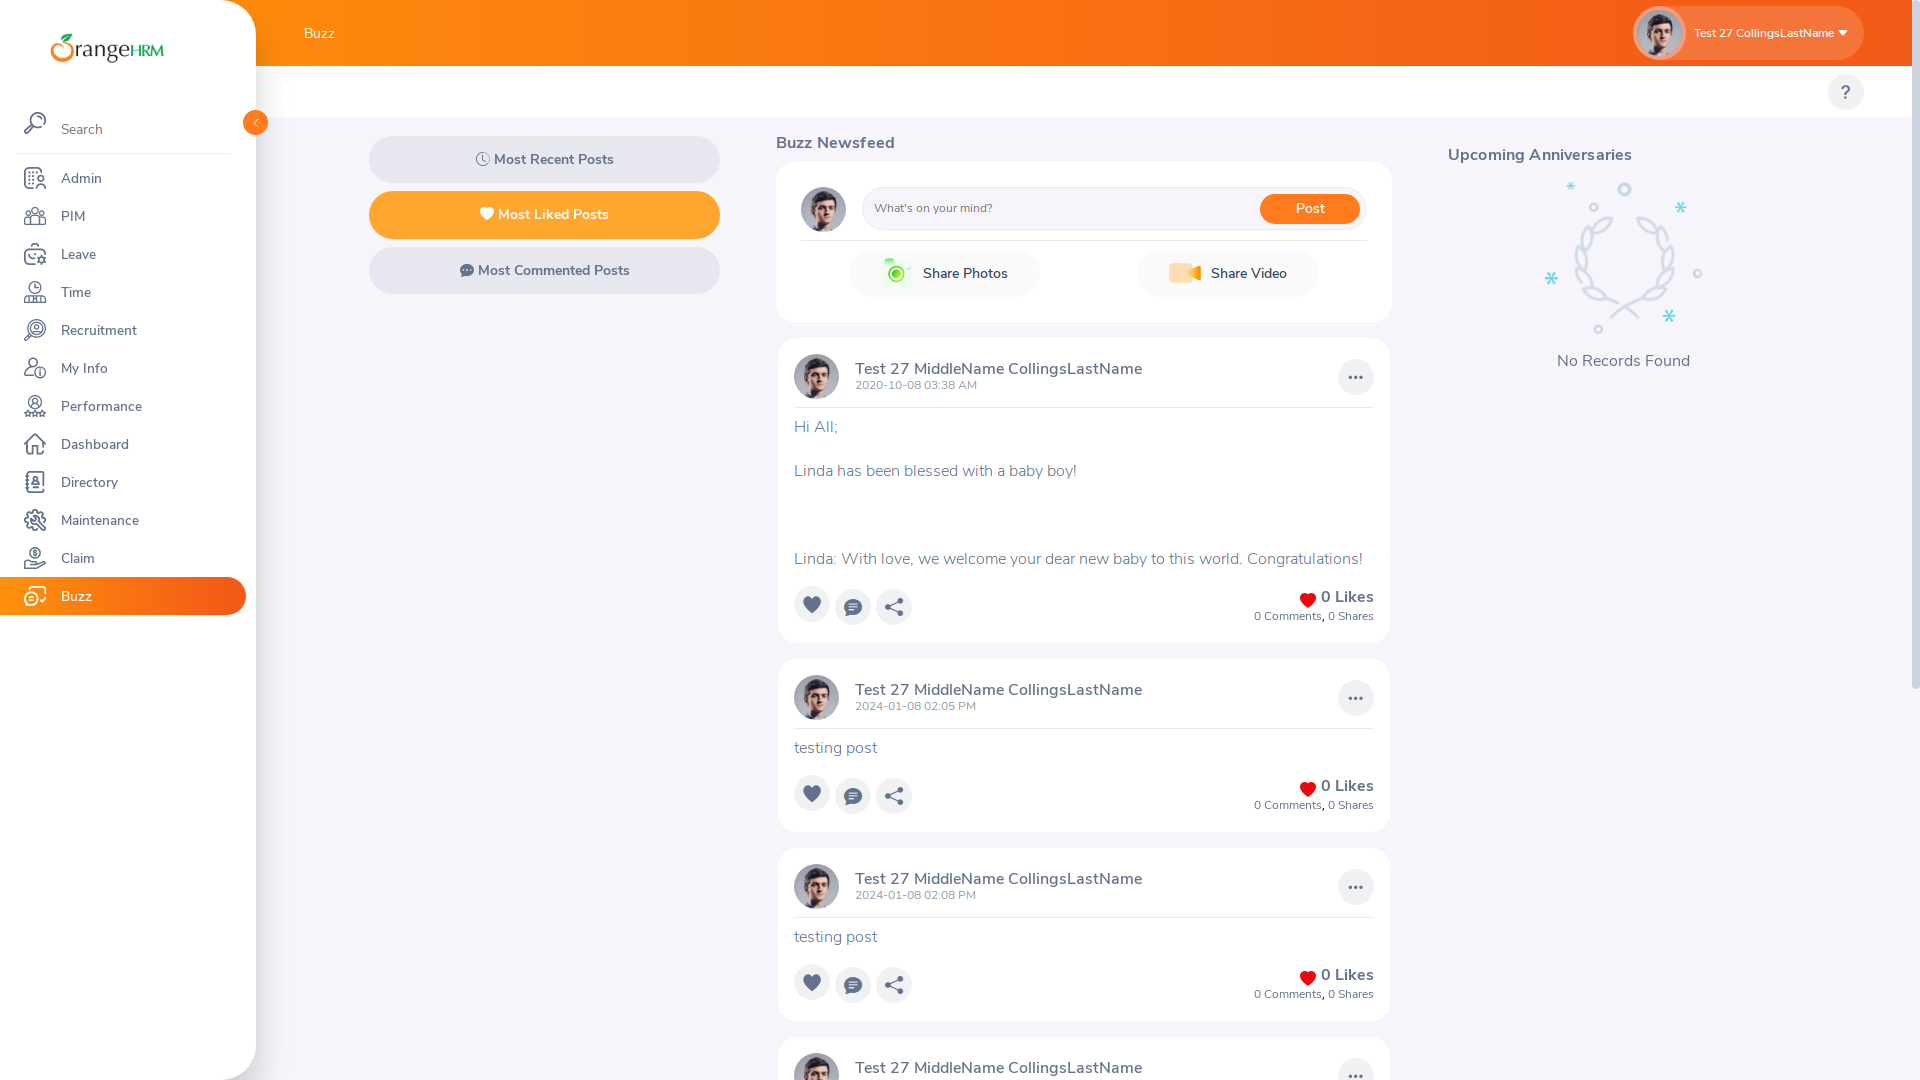 OrangeHRM
Search
Admin
PIM
Leave
Time
Recruitment
My Info
Performance
Dashboard
Directory
Maintenance
Claim
Buzz
Buzz
Test 27 CollingsLastName
?
Most Recent Posts
Most Liked Posts
Most Commented Posts
Buzz Newsfeed
What's on your mind?
Post
Share Photos
Share Video
Test 27 MiddleName CollingsLastName
2020-10-08 03:38 AM
Hi All;
Linda has been blessed with a baby boy!
Linda: With love, we welcome your dear new baby to this world. Congratulations!
0 Likes
0 Comments, 0 Shares
Test 27 MiddleName CollingsLastName
2024-01-08 02:05 PM
testing post
0 Likes
0 Comments, 0 Shares
Test 27 MiddleName CollingsLastName
2024-01-08 02:08 PM
testing post
0 Likes
0 Comments, 0 Shares
Test 27 MiddleName CollingsLastName
Upcoming Anniversaries
No Records Found